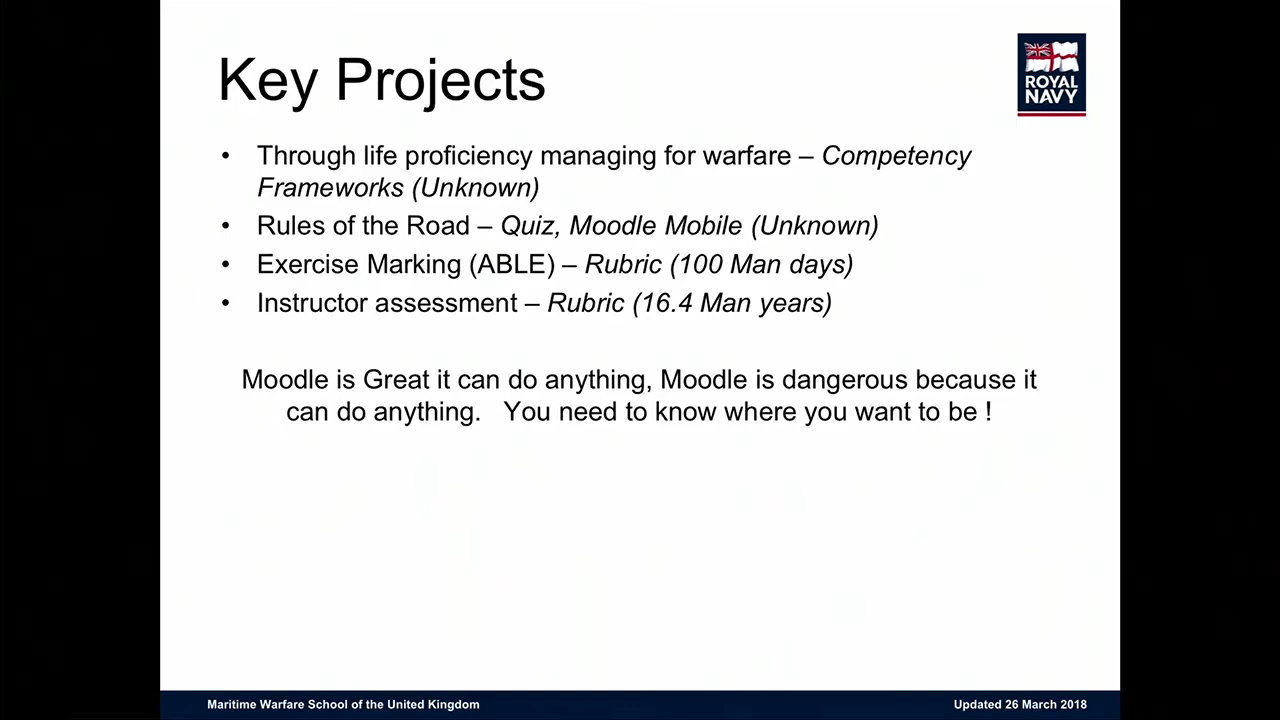 Key Projects
ROYAL
NAVY
• Through life proficiency managing for warfare – Competency
Frameworks (Unknown)
• Rules of the Road – Quiz, Moodle Mobile (Unknown)
• Exercise Marking (ABLE) – Rubric (100 Man days)
• Instructor assessment – Rubric (16.4 Man years)
Moodle is Great it can do anything, Moodle is dangerous because it
can do anything. You need to know where you want to be !
Maritime Warfare School of the United Kingdom
Updated 26 March 2018